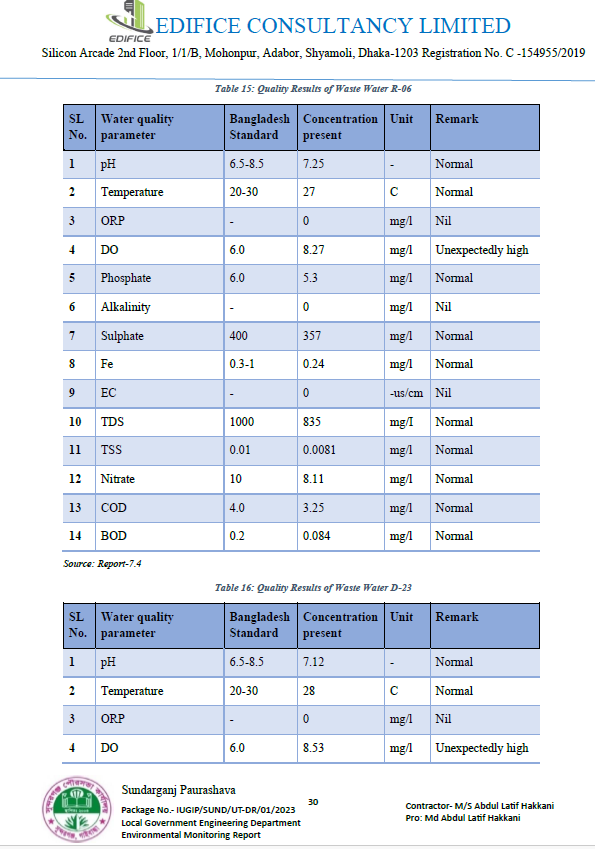 EDIFICE CONSULTANCY LIMITED
EDIFICE
Silicon Arcade 2nd Floor, 1/1/B, Mohonpur, Adabor, Shyamoli, Dhaka-1203 Registration No. C -154955/2019
Table 15: Quality Results of Waste Water R-06
SL No. Water quality parameter Bangladesh Standard Concentration present Unit Remark
1 pH 6.5-8.5 7.25 - Normal
2 Temperature 20-30 27 C Normal
3 ORP - 0 mg/l Nil
4 DO 6.0 8.27 mg/l Unexpectedly high
5 Phosphate 6.0 5.3 mg/l Normal
6 Alkalinity - 0 mg/l Nil
7 Sulphate 400 357 mg/l Normal
8 Fe 0.3-1 0.24 mg/l Normal
9 EC - 0 -us/cm Nil
10 TDS 1000 835 mg/I Normal
11 TSS 0.01 0.0081 mg/l Normal
12 Nitrate 10 8.11 mg/l Normal
13 COD 4.0 3.25 mg/l Normal
14 BOD 0.2 0.084 mg/l Normal
Source: Report-7.4
Table 16: Quality Results of Waste Water D-23
SL No. Water quality parameter Bangladesh Standard Concentration present Unit Remark
1 pH 6.5-8.5 7.12 - Normal
2 Temperature 20-30 28 C Normal
3 ORP - 0 mg/l Nil
4 DO 6.0 8.53 mg/l Unexpectedly high
Sundarganj Paurashava
Package No.- IUGIP/SUND/UT-DR/01/2023
Local Government Engineering Department
Environmental Monitoring Report
30
Contractor- M/S Abdul Latif Hakkani
Pro: Md Abdul Latif Hakkani